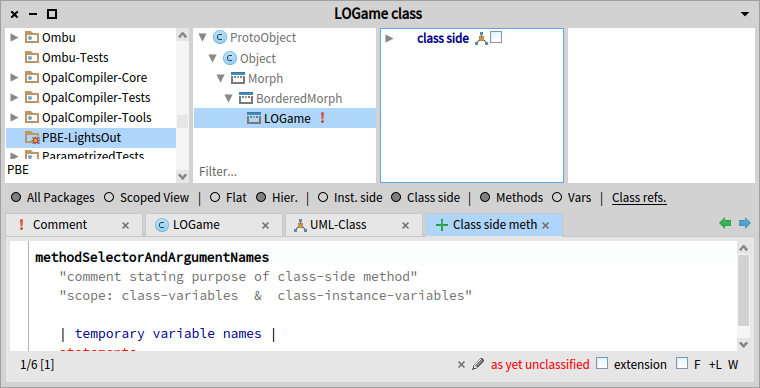 LOGame class
Ombu
Ombu-Tests
OpalCompiler-Core
OpalCompiler-Tests
OpalCompiler-Tools
PBE-LightsOut
ParametrizedTests
PBE
ProtoObject
Object
Morph
BorderedMorph
LOGame !
Filter...
class side
All Packages Scoped View | Flat Hier. | Inst. side Class side | Methods Vars | Class refs.
! Comment × LOGame × UML-Class × Class side meth ×
methodSelectorAndArgumentNames
"comment stating purpose of class-side method"
"scope: class-variables & class-instance-variables"
| temporary variable names |
statements
1/6 [1] × as yet unclassified extension F +L W